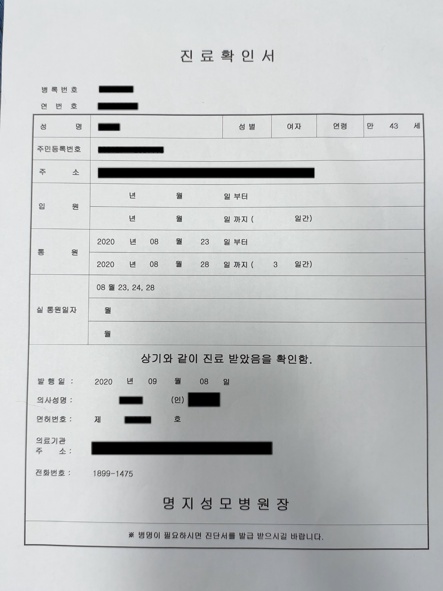 진료확인서
병록번호
연 번 호
성 명 성별 여자 연령 만 43 세
주민등록번호
주 소
입 원 년 월 일 부터
년 월 일 까지 ( 일간)
통 원 2020 년 08 월 23 일 부터
2020 년 08 월 28 일 까지 ( 3 일간)
실 통원일자 08 월 23, 24, 28
월
월
상기와 같이 진료 받았음을 확인함.
발 행 일 : 2020 년 09 월 08 일
의사성명 : (인)
면허번호 : 제 호
의료기관
주 소 :
전화번호 : 1899-1475
명지성모병원장
※ 병명이 필요하시면 진단서를 발급 받으시길 바랍니다.